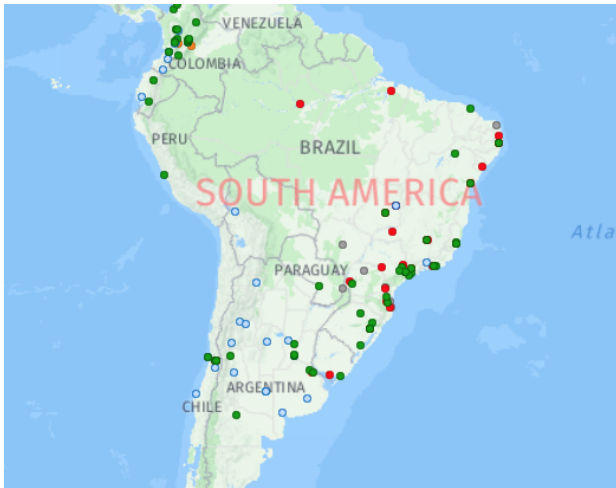 VENEZUELA
COLOMBIA
PERU
BRAZIL
SOUTH AMERICA
Atla
PARAGUAY
ARGENTINA
CHILE